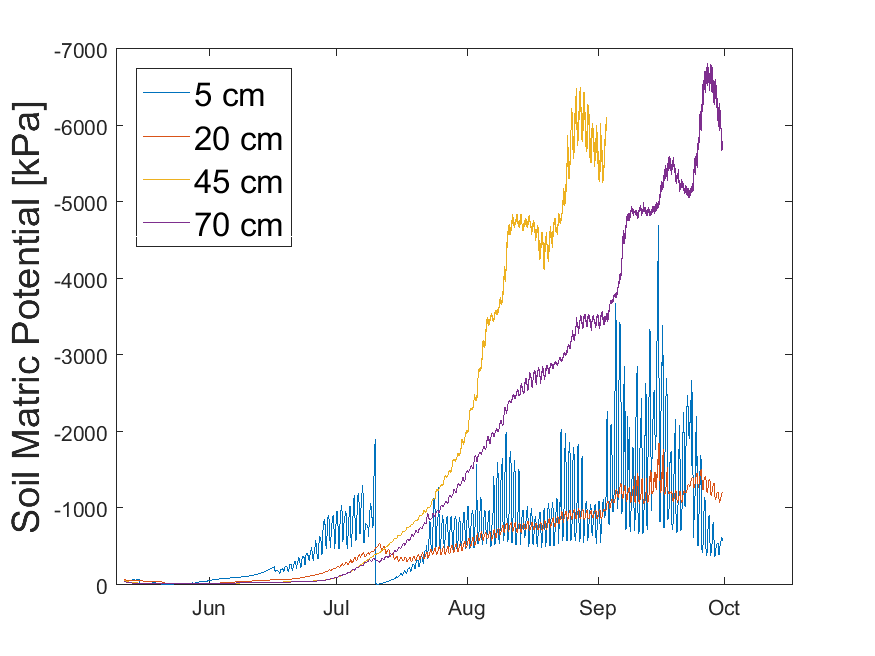 Soil Matric Potential [kPa]
-7000
-6000
-5000
-4000
-3000
-2000
-1000
0
5 cm
20 cm
45 cm
70 cm
Jun Jul Aug Sep Oct